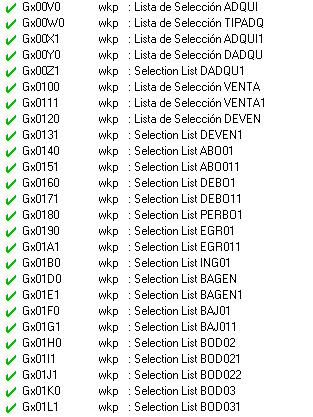 Gx00V0 wkp : Lista de Selección ADQUI
Gx00W0 wkp : Lista de Selección TIPADQ
Gx00X1 wkp : Lista de Selección ADQUI1
Gx00Y0 wkp : Lista de Selección DADQU
Gx00Z1 wkp : Selection List DADQU1
Gx0100 wkp : Lista de Selección VENTA
Gx0111 wkp : Lista de Selección VENTA1
Gx0120 wkp : Lista de Selección DEVEN
Gx0131 wkp : Selection List DEVEN1
Gx0140 wkp : Selection List ABO01
Gx0151 wkp : Selection List ABO011
Gx0160 wkp : Selection List DEBO1
Gx0171 wkp : Selection List DEBO11
Gx0180 wkp : Selection List PERBO1
Gx0190 wkp : Selection List EGR01
Gx01A1 wkp : Selection List EGR011
Gx01B0 wkp : Selection List ING01
Gx01D0 wkp : Selection List BAGEN
Gx01E1 wkp : Selection List BAGEN1
Gx01F0 wkp : Selection List BAJ01
Gx01G1 wkp : Selection List BAJ011
Gx01H0 wkp : Selection List BOD02
Gx01I1 wkp : Selection List BOD021
Gx01J1 wkp : Selection List BOD022
Gx01K0 wkp : Selection List BOD03
Gx01L1 wkp : Selection List BOD031